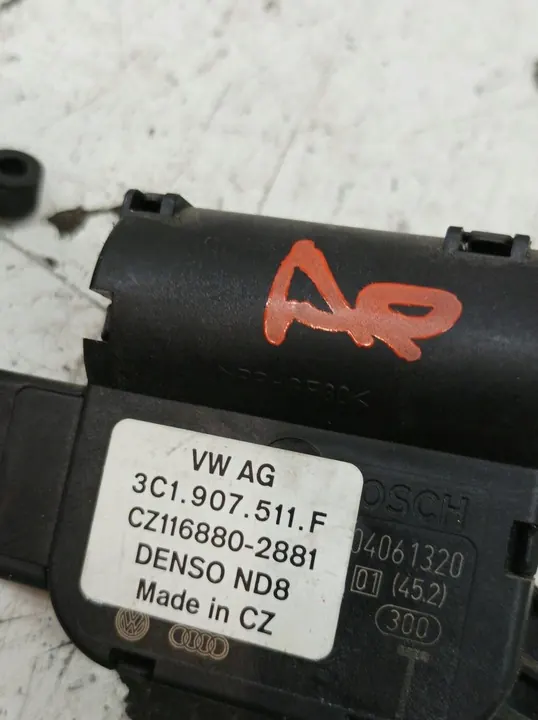 AR
VW AG
3C1.907.511.F
CZ116880-2881
DENSO ND8
Made in CZ
OSCH
04061320
01 (45.2)
300